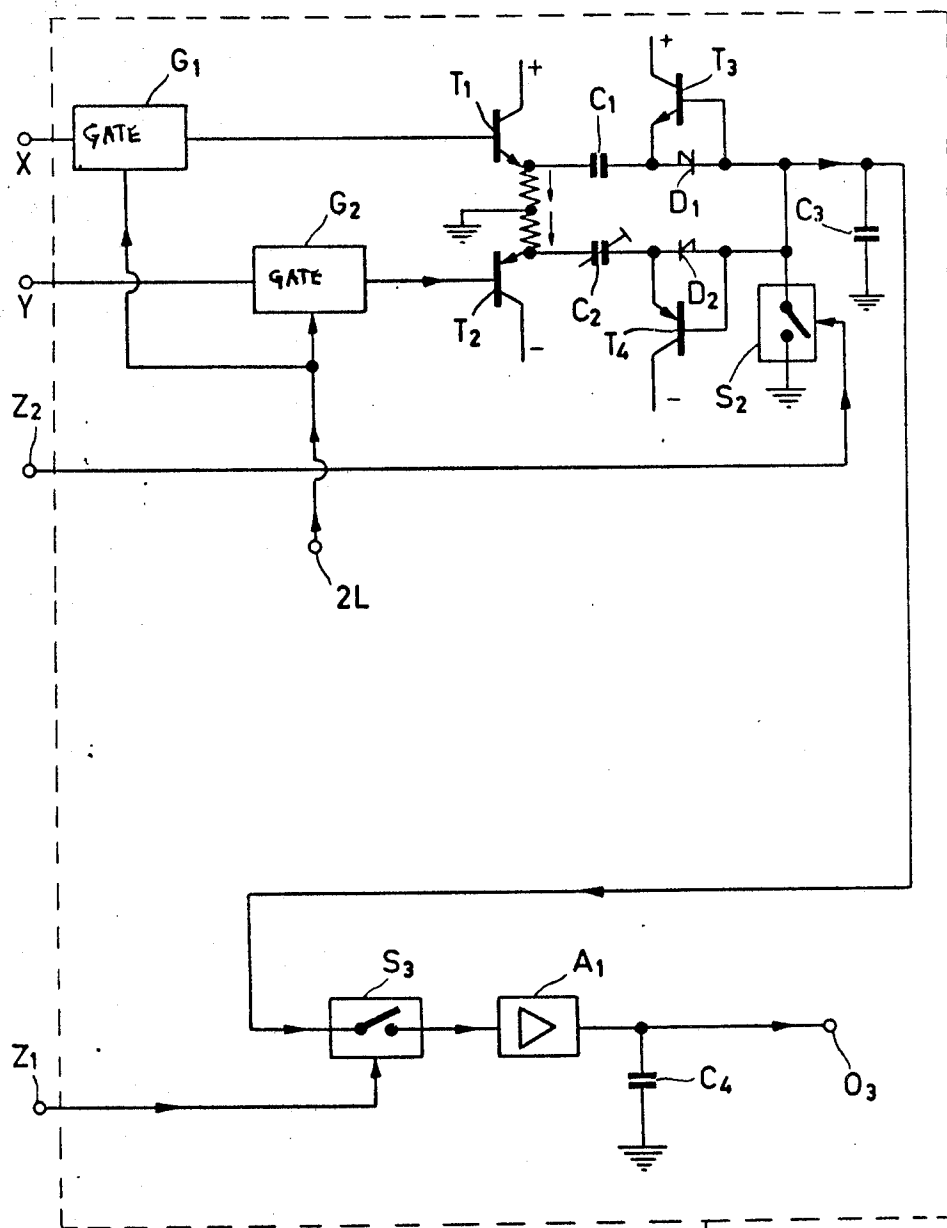 G1
GATE
X
T1
+
C1
+
T3
D1
G2
GATE
Y
T2
−
C2
D2
T4
−
C3
S2
Z2
2L
S3
A1
Z1
C4
O3